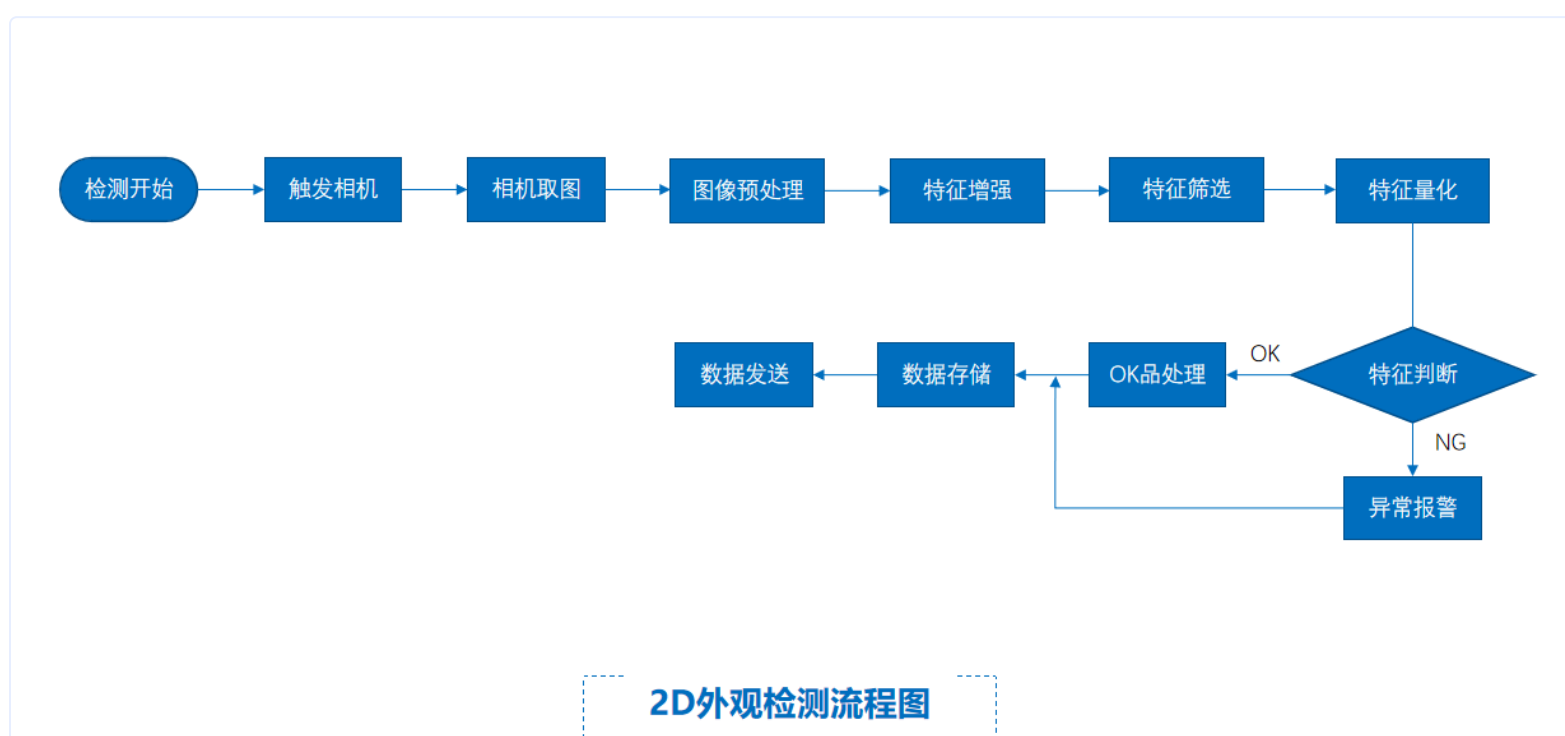 检测开始
触发相机
相机取图
图像预处理
特征增强
特征筛选
特征量化
特征判断
OK
OK品处理
数据存储
数据发送
NG
异常报警
2D外观检测流程图